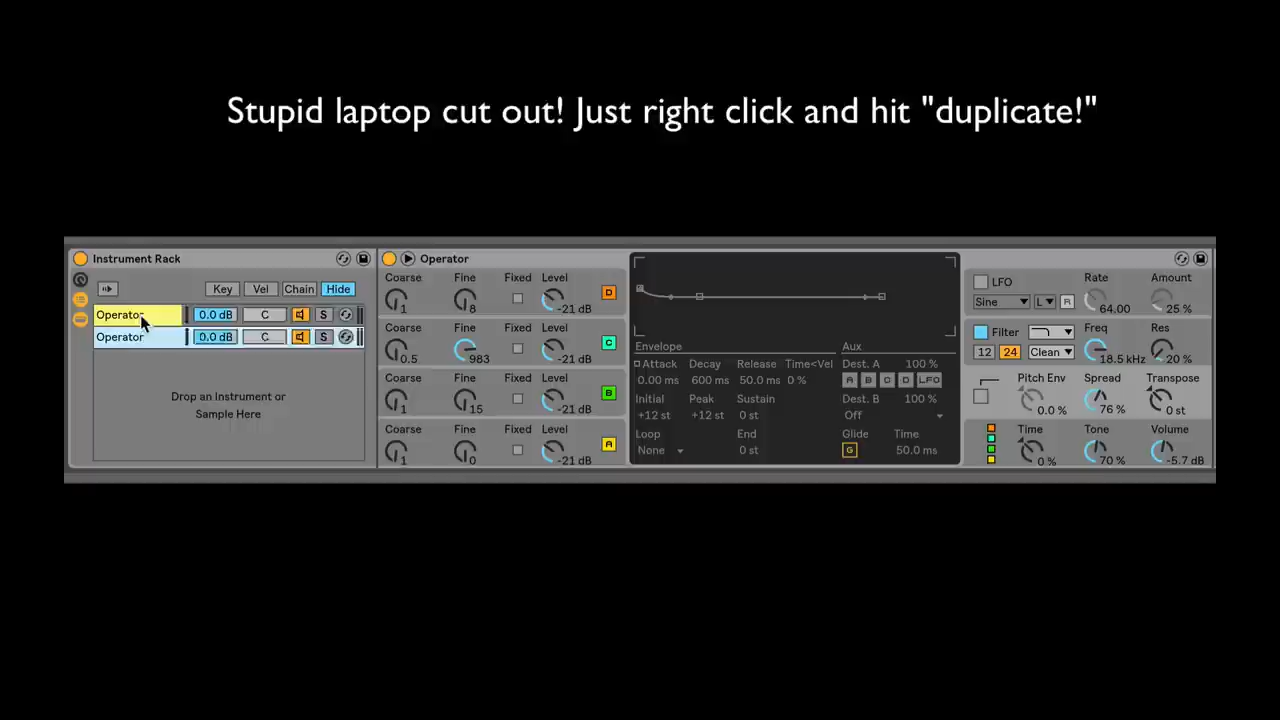 Stupid laptop cut out! Just right click and hit "duplicate!"
Instrument Rack
Key Vel Chain Hide
Operator 0.0 dB C S
Operator 0.0 dB C S
Drop an Instrument or
Sample Here
Operator
Coarse Fine Fixed Level
1 8 -21 dB D
Coarse Fine Fixed Level
0.5 983 -21 dB C
Coarse Fine Fixed Level
1 15 -21 dB B
Coarse Fine Fixed Level
1 0 -21 dB A
Envelope Aux
Attack Decay Release Time<Vel Dest. A 100 %
0.00 ms 600 ms 50.0 ms 0 % A B C D LFO
Initial Peak Sustain Dest. B 100 %
+12 st +12 st 0 st Off
Loop End Glide Time
None 0 st G 50.0 ms
LFO Rate Amount
Sine L R 64.00 25 %
Filter Freq Res
12 24 Clean 18.5 kHz 20 %
Pitch Env Spread Transpose
0.0 % 76 % 0 st
Time Tone Volume
0 % 70 % -5.7 dB